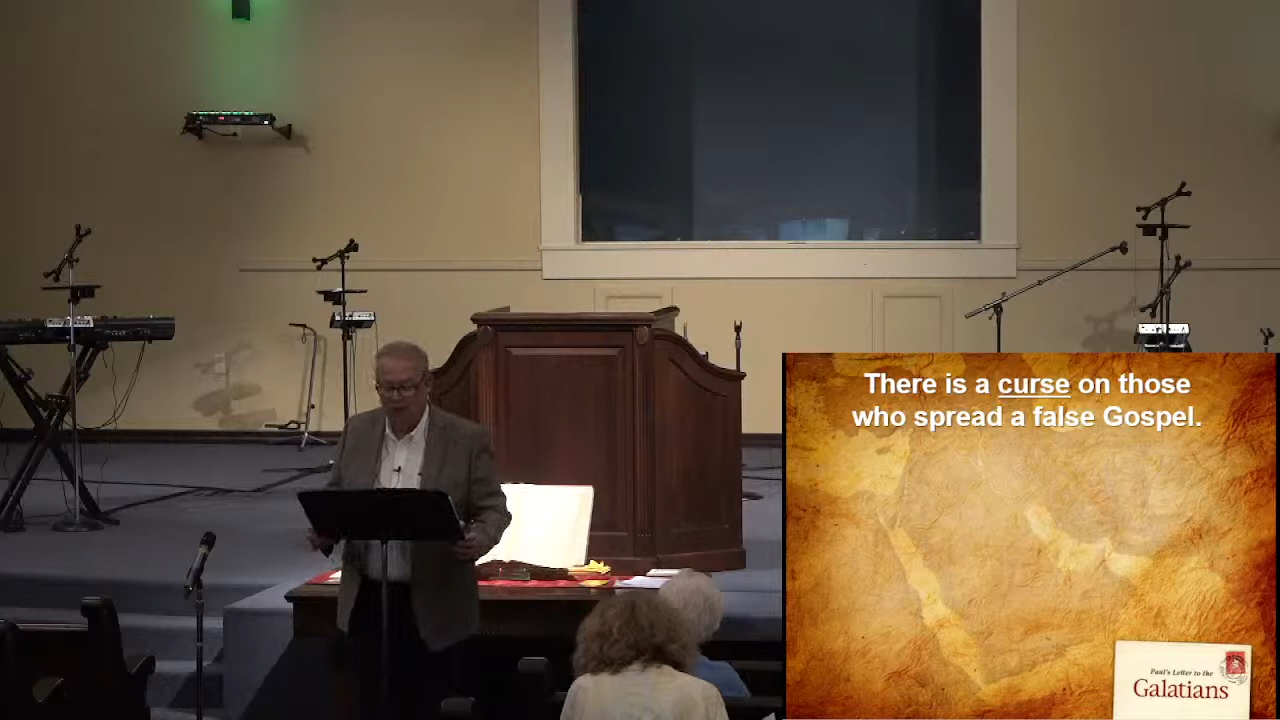 There is a curse on those
who spread a false Gospel.
Paul's Letter to the
Galatians